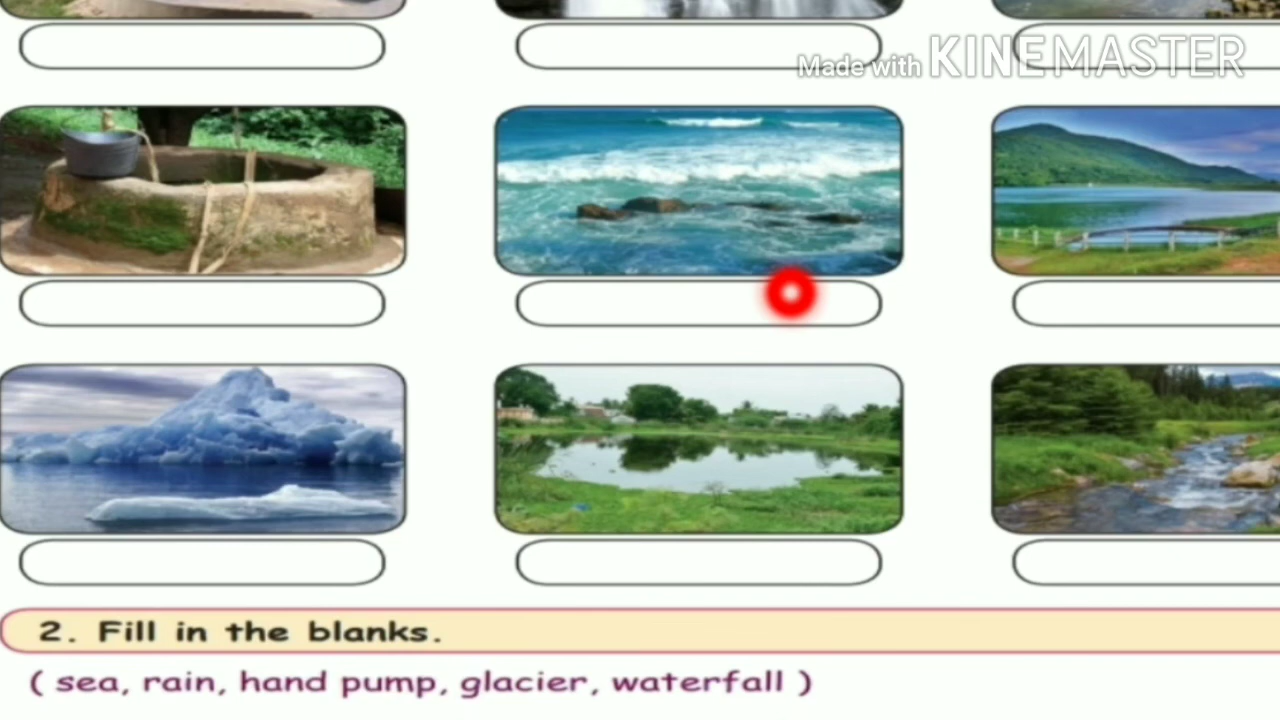 Made with KINEMASTER
2. Fill in the blanks.
( sea, rain, hand pump, glacier, waterfall )